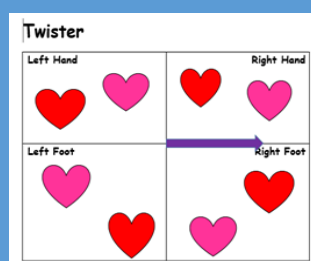 Twister
Left Hand
Right Hand
Left Foot
Right Foot